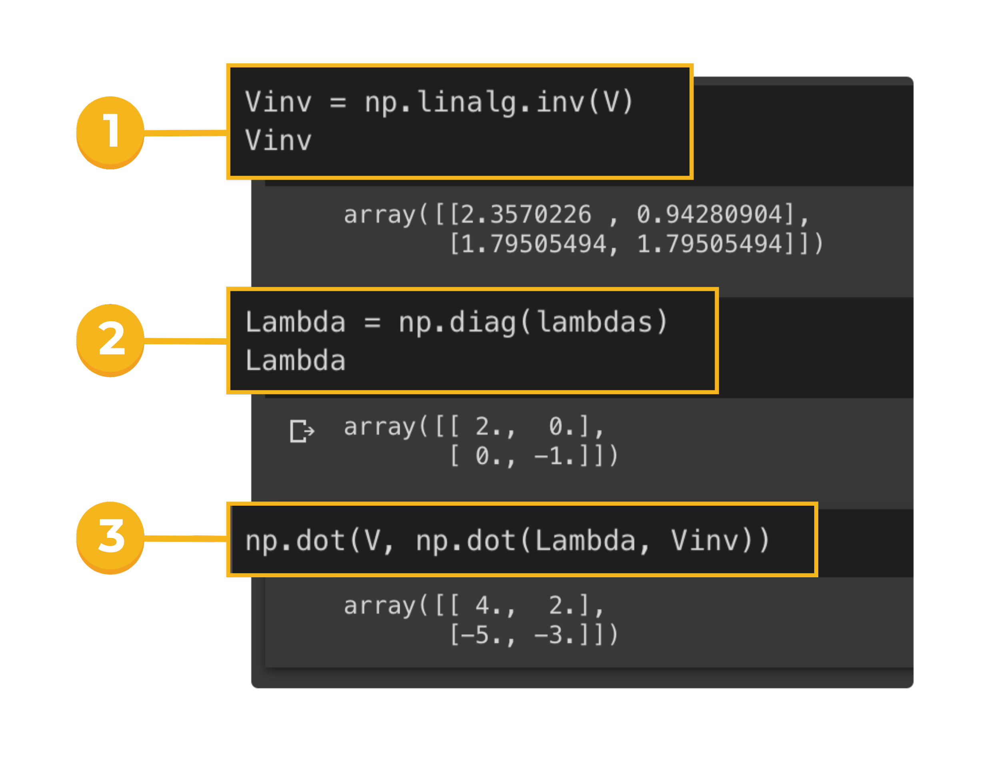 1
Vinv = np.linalg.inv(V)
Vinv
array([[2.3570226 , 0.94280904],
[1.79505494, 1.79505494]])
2
Lambda = np.diag(lambdas)
Lambda
array([[ 2.,  0.],
[ 0., −1.]])
3
np.dot(V, np.dot(Lambda, Vinv))
array([[ 4.,  2.],
[−5., −3.]])